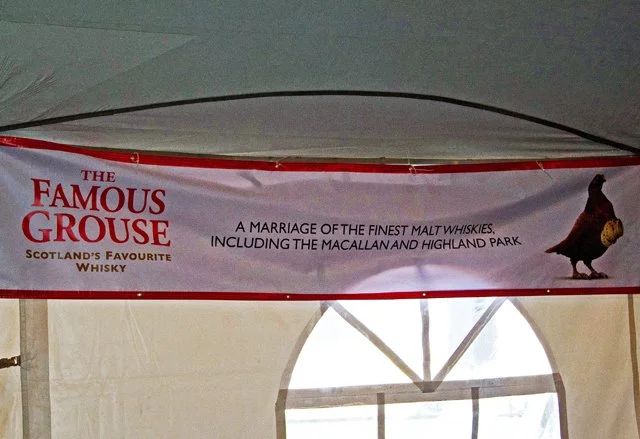 THE
FAMOUS
GROUSE
SCOTLAND'S FAVOURITE
WHISKY
A MARRIAGE OF THE FINEST MALT WHISKIES,
INCLUDING THE MACALLAN AND HIGHLAND PARK